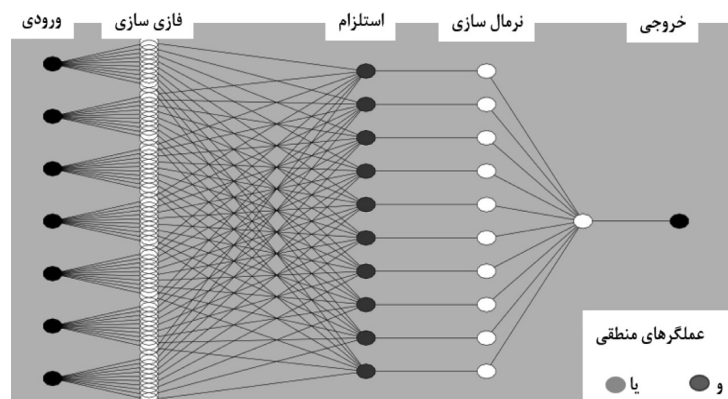 ورودی
فازی سازی
استلزام
نرمال سازی
خروجی
عملگرهای منطقی
یا
و